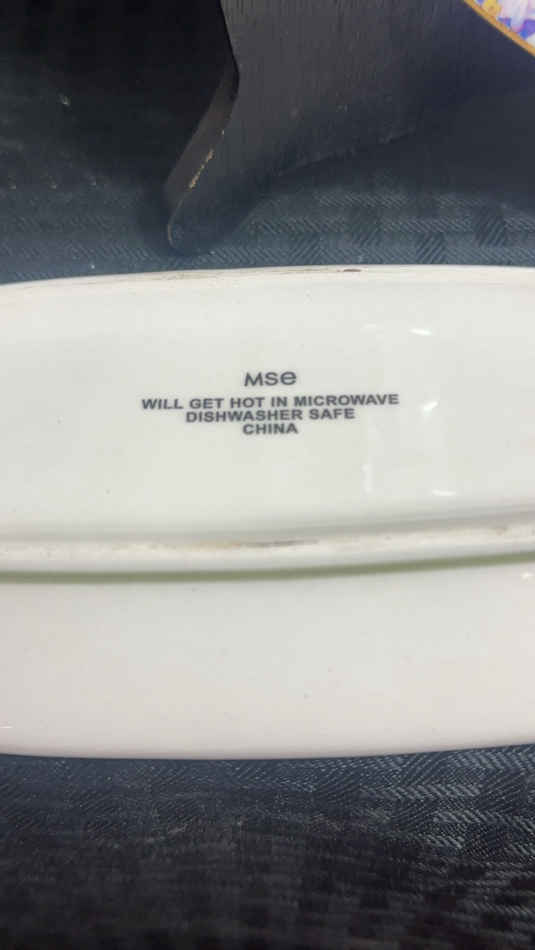 MSe
WILL GET HOT IN MICROWAVE
DISHWASHER SAFE
CHINA